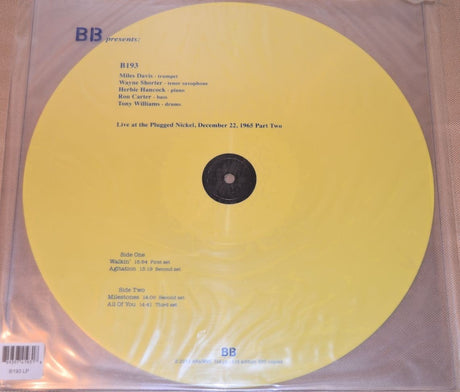 BB presents:
B193
Miles Davis - trumpet
Wayne Shorter - tenor saxophone
Herbie Hancock - piano
Ron Carter - bass
Tony Williams - drums
Live at the Plugged Nickel, December 22, 1965 Part Two
Side One
Walkin' 15:54 First set
Agitation 13:19 Second set
Side Two
Milestones 14:00 Second set
All Of You 14:41 Third set
BB
B193 LP